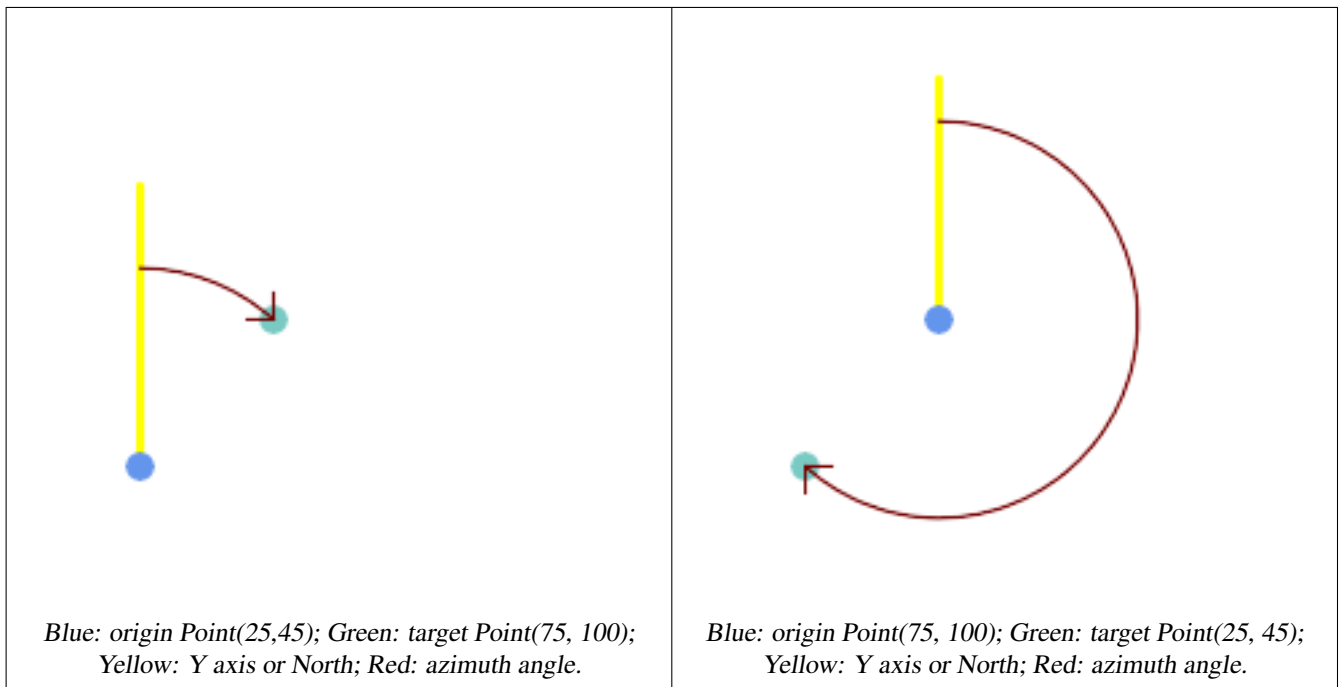 Blue: origin Point(25,45); Green: target Point(75, 100);
Yellow: Y axis or North; Red: azimuth angle.
Blue: origin Point(75, 100); Green: target Point(25, 45);
Yellow: Y axis or North; Red: azimuth angle.